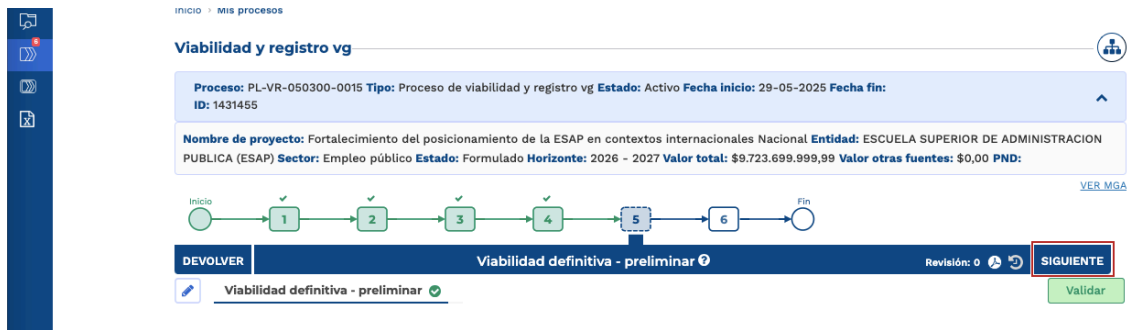 Inicio > Mis procesos
Viabilidad y registro vg
Proceso: PL-VR-050300-0015 Tipo: Proceso de viabilidad y registro vg Estado: Activo Fecha inicio: 29-05-2025 Fecha fin:
ID: 1431455
Nombre de proyecto: Fortalecimiento del posicionamiento de la ESAP en contextos internacionales Nacional Entidad: ESCUELA SUPERIOR DE ADMINISTRACION
PUBLICA (ESAP) Sector: Empleo público Estado: Formulado Horizonte: 2026 - 2027 Valor total: $9.723.699.999,99 Valor otras fuentes: $0,00 PND:
VER MGA
Inicio 1 2 3 4 5 6 Fin
DEVOLVER Viabilidad definitiva - preliminar ? Revisión: 0 SIGUIENTE
Viabilidad definitiva - preliminar Validar